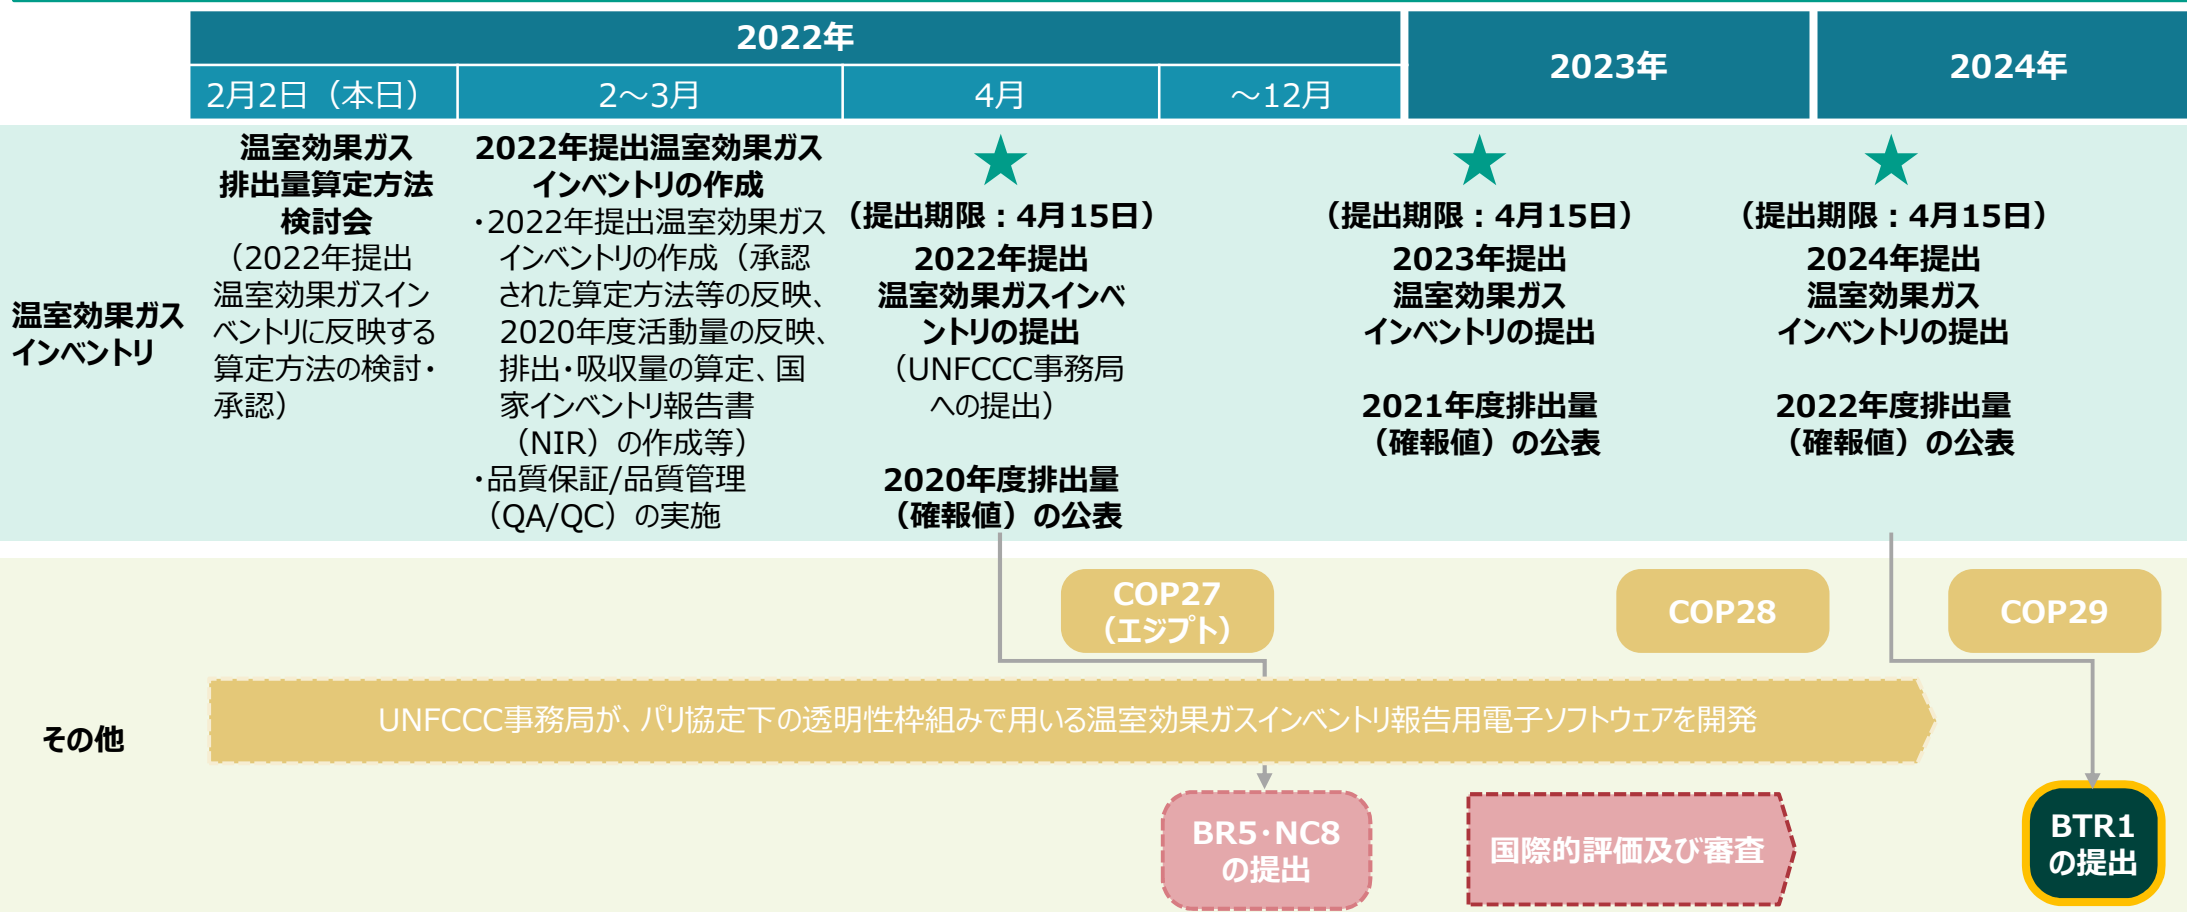 2022年
2023年
2024年
2月2日（本日）
2～3月
4月
～12月
温室効果ガス
インベントリ
温室効果ガス
排出量算定方法
検討会
（2022年提出
温室効果ガスイン
ベントリに反映する
算定方法の検討・
承認）
2022年提出温室効果ガス
インベントリの作成
・2022年提出温室効果ガス
インベントリの作成（承認
された算定方法等の反映、
2020年度活動量の反映、
排出・吸収量の算定、国
家インベントリ報告書
（NIR）の作成等）
・品質保証/品質管理
（QA/QC）の実施
★
（提出期限：4月15日）
2022年提出
温室効果ガスインベ
ントリの提出
（UNFCCC事務局
への提出）
2020年度排出量
（確報値）の公表
★
（提出期限：4月15日）
2023年提出
温室効果ガス
インベントリの提出
2021年度排出量
（確報値）の公表
★
（提出期限：4月15日）
2024年提出
温室効果ガス
インベントリの提出
2022年度排出量
（確報値）の公表
その他
COP27
（エジプト）
COP28
COP29
UNFCCC事務局が、パリ協定下の透明性枠組みで用いる温室効果ガスインベントリ報告用電子ソフトウェアを開発
BR5・NC8
の提出
国際的評価及び審査
BTR1
の提出